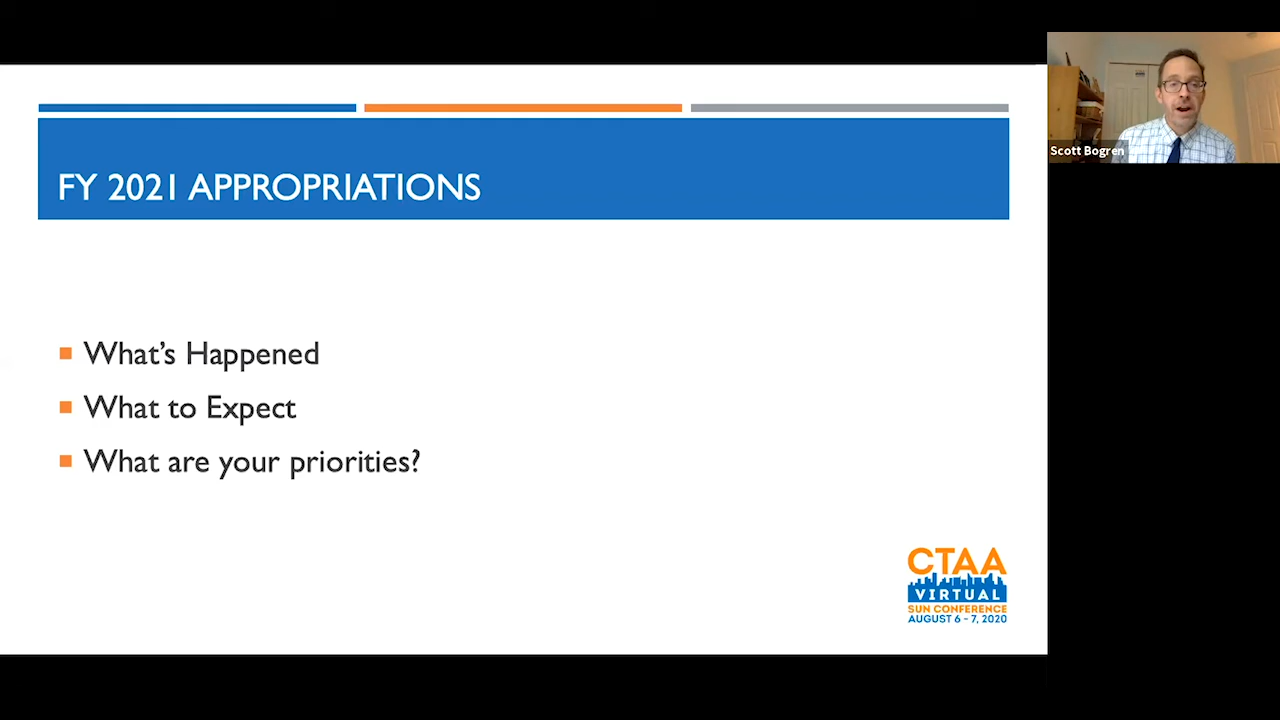 FY 2021 APPROPRIATIONS
What's Happened
What to Expect
What are your priorities?
CTAA
VIRTUAL
SUN CONFERENCE
AUGUST 6 – 7, 2020
Scott Bogren